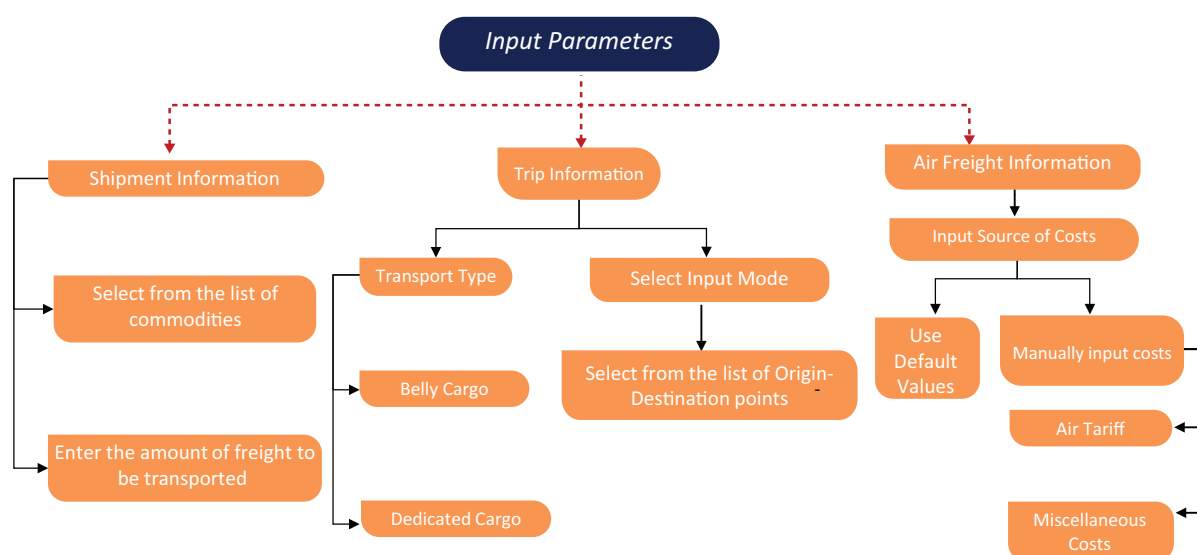 Input Parameters
Shipment Information
Trip Information
Air Freight Information
Input Source of Costs
Transport Type
Select Input Mode
Select from the list of
commodities
Use
Default
Values
Manually input costs
Belly Cargo
Select from the list of Origin-
Destination points
-
Air Tariff
Enter the amount of freight to
be transported
Dedicated Cargo
Miscellaneous
Costs